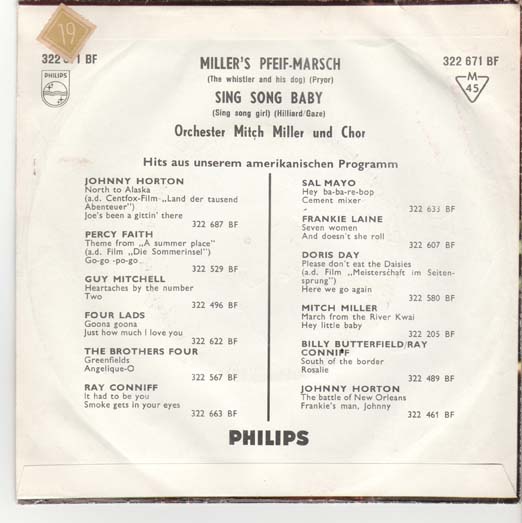 19
322 671 BF
PHILIPS
MILLER'S PFEIF-MARSCH
(The whistler and his dog) (Pryor)
SING SONG BABY
(Sing song girl) (Hilliard/Gaze)
Orchester Mitch Miller und Chor
322 671 BF
M
45
Hits aus unserem amerikanischen Programm
JOHNNY HORTON
North to Alaska
(a.d. Centfox-Film „Land der tausend
Abenteuer")
Joe's been a gittin' there
322 687 BF
PERCY FAITH
Theme from „A summer place"
(a.d. Film „Die Sommerinsel")
Go-go -po-go
322 529 BF
GUY MITCHELL
Heartaches by the number
Two
322 496 BF
FOUR LADS
Goona goona
Just how much I love you
322 622 BF
THE BROTHERS FOUR
Greenfields
Angelique-O
322 567 BF
RAY CONNIFF
It had to be you
Smoke gets in your eyes
322 663 BF
SAL MAYO
Hey ba-ba-re-bop
Cement mixer
322 633 BF
FRANKIE LAINE
Seven women
And doesn't she roll
322 607 BF
DORIS DAY
Please don't eat the Daisies
(a.d. Film „Meisterschaft im Seiten-
sprung")
Here we go again
322 580 BF
MITCH MILLER
March from the River Kwai
Hey little baby
322 205 BF
BILLY BUTTERFIELD/RAY
CONNIFF
South of the border
Rosalie
322 489 BF
JOHNNY HORTON
The battle of New Orleans
Frankie's man, Johnny
322 461 BF
PHILIPS